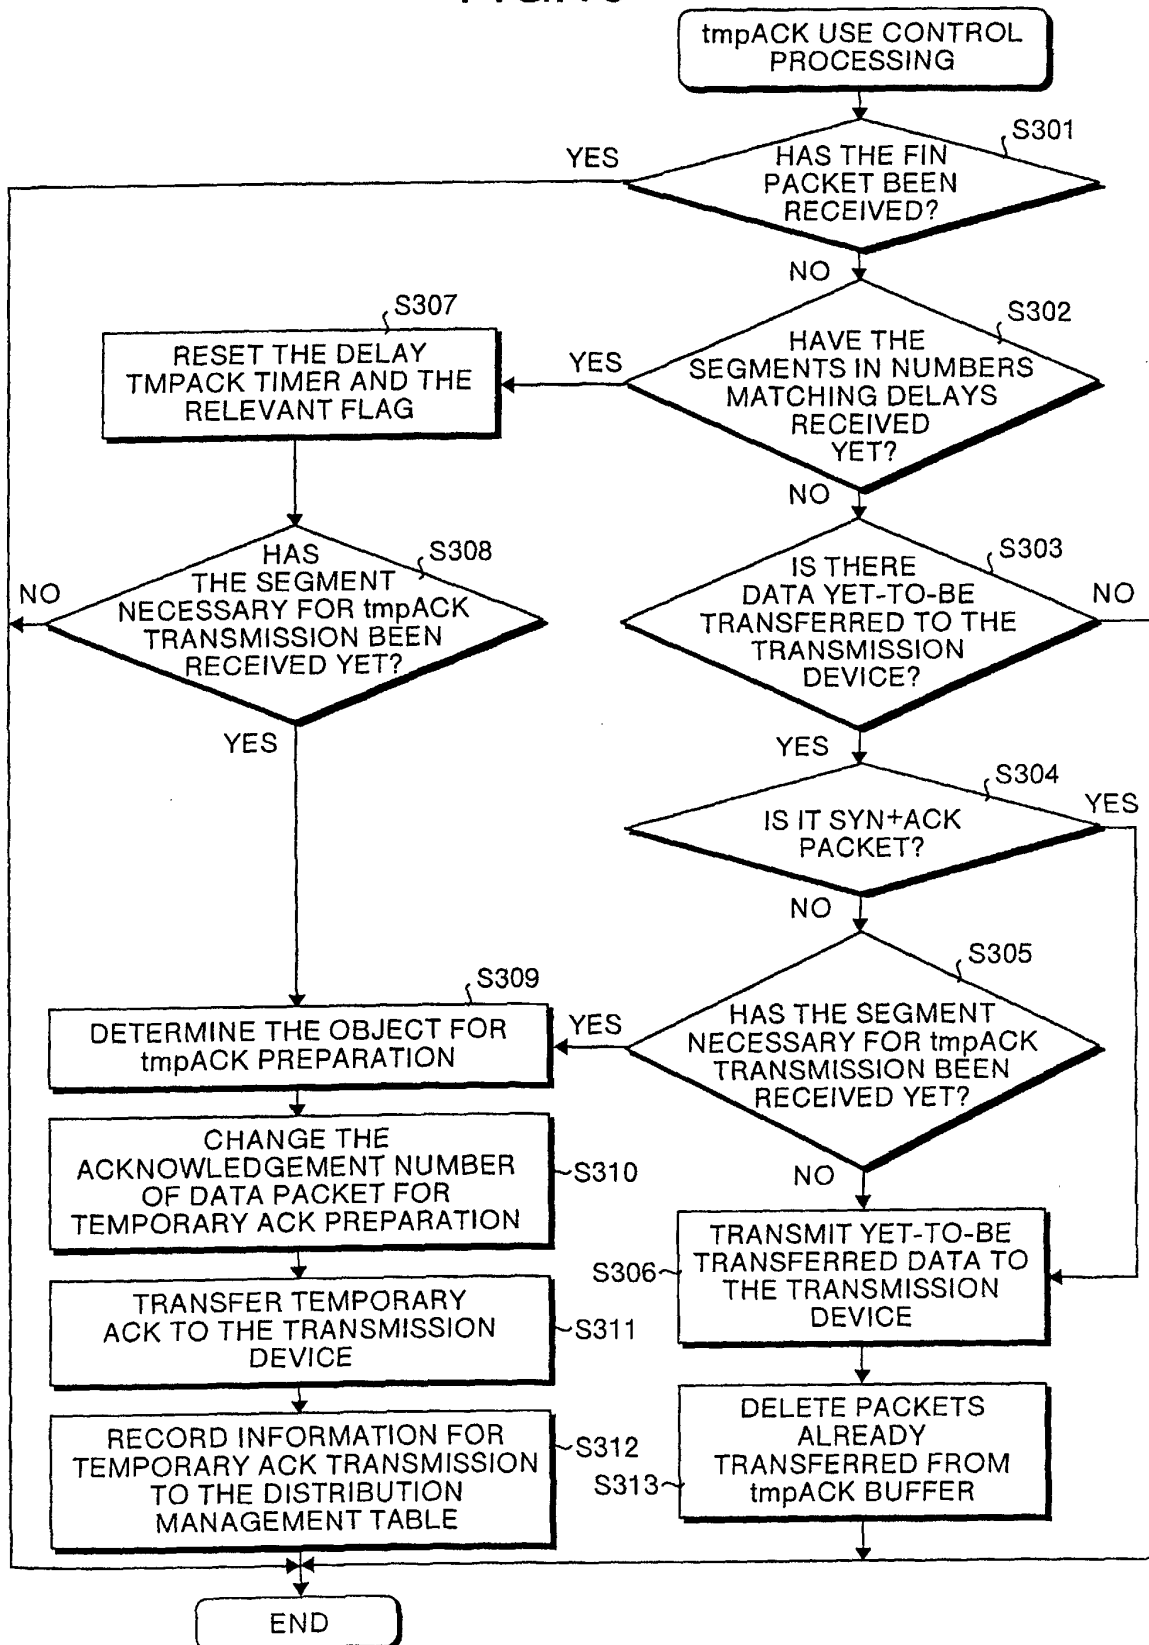 tmpACK USE CONTROL
PROCESSING
S301
YES
HAS THE FIN
PACKET BEEN
RECEIVED?
NO
S307
RESET THE DELAY
TMPACK TIMER AND THE
RELEVANT FLAG
YES
S302
HAVE THE
SEGMENTS IN NUMBERS
MATCHING DELAYS
RECEIVED
YET?
NO
S308
HAS
THE SEGMENT
NECESSARY FOR tmpACK
TRANSMISSION BEEN
RECEIVED YET?
NO
YES
S303
IS THERE
DATA YET-TO-BE
TRANSFERRED TO THE
TRANSMISSION
DEVICE?
NO
YES
S304
YES
IS IT SYN+ACK
PACKET?
NO
S309
DETERMINE THE OBJECT FOR
tmpACK PREPARATION
YES
S305
HAS THE SEGMENT
NECESSARY FOR tmpACK
TRANSMISSION BEEN
RECEIVED YET?
NO
CHANGE THE
ACKNOWLEDGEMENT NUMBER
OF DATA PACKET FOR
TEMPORARY ACK PREPARATION
S310
TRANSFER TEMPORARY
ACK TO THE TRANSMISSION
DEVICE
S311
S306
TRANSMIT YET-TO-BE
TRANSFERRED DATA TO
THE TRANSMISSION
DEVICE
RECORD INFORMATION FOR
TEMPORARY ACK TRANSMISSION
TO THE DISTRIBUTION
MANAGEMENT TABLE
S312
S313
DELETE PACKETS
ALREADY
TRANSFERRED FROM
tmpACK BUFFER
END